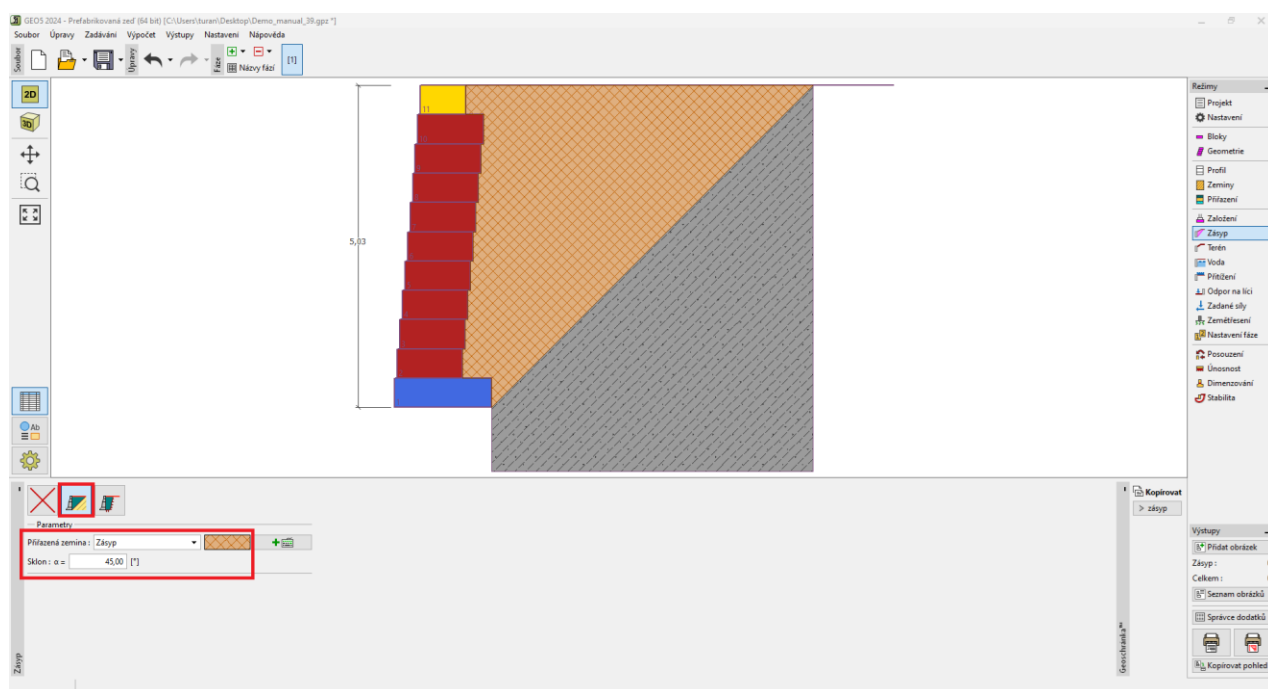 GEO5 2024 - Prefabrikovaná zeď (64 bit) [C:\Users\turan\Desktop\Demo_manual_39.gpz *]
Soubor Úpravy Zadávání Výpočet Výstupy Nastavení Nápověda
Soubor
Úpravy
Fáze
Názvy fází
[1]
2D
3D
Ab
11
10
5,03
Režimy
Projekt
Nastavení
Bloky
Geometrie
Profil
Zeminy
Přiřazení
Založení
Zásyp
Terén
Voda
Přitížení
Odpor na líci
Zadané síly
Zemětřesení
Nastavení fáze
Posouzení
Únosnost
Dimenzování
Stabilita
Parametry
Přiřazená zemina : Zásyp
Sklon : α = 45,00 [°]
Zásyp
Kopírovat
> zásyp
Geoschránka™
Výstupy
Přidat obrázek
Zásyp :
Celkem :
Seznam obrázků
Správce dodatků
Kopírovat pohled